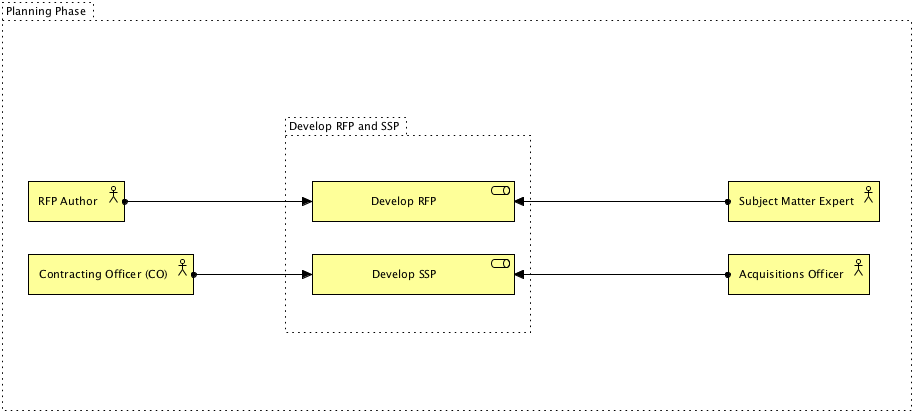 Planning Phase
Develop RFP and SSP
RFP Author
Develop RFP
Subject Matter Expert
Contracting Officer (CO)
Develop SSP
Acquisitions Officer